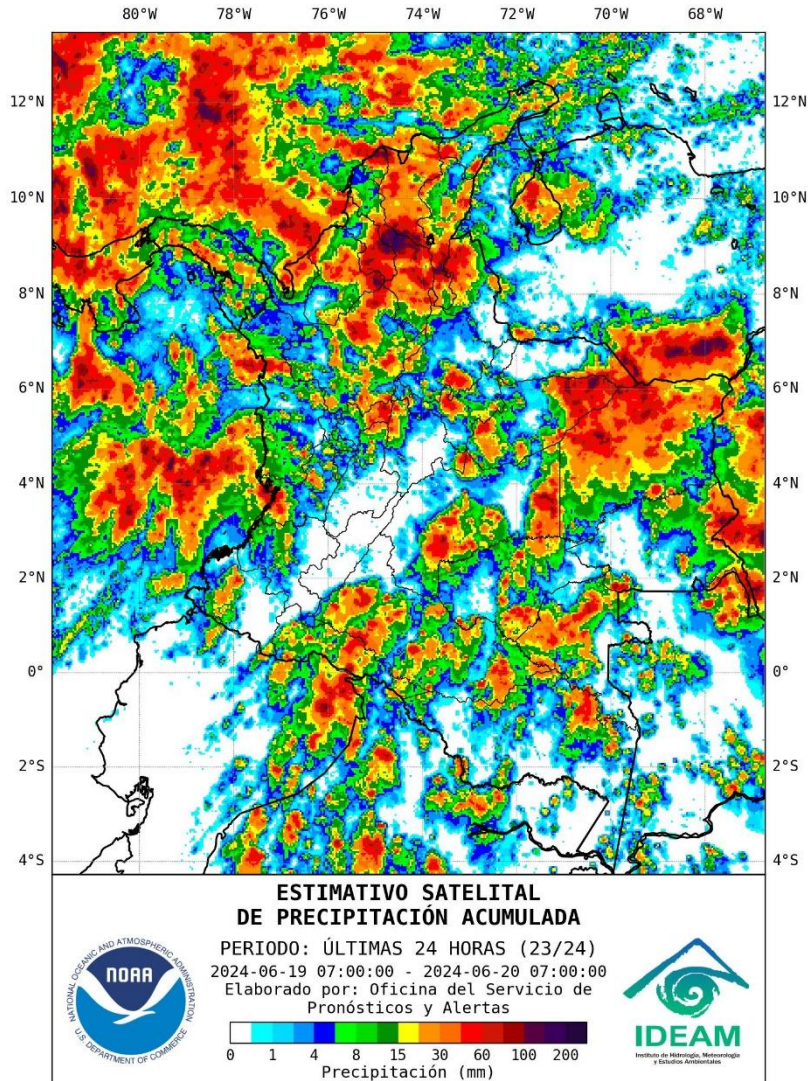 80°W 78°W 76°W 74°W 72°W 70°W 68°W
12°N 12°N
10°N 10°N
8°N 8°N
6°N 6°N
4°N 4°N
2°N 2°N
0° 0°
2°S 2°S
4°S 4°S
ESTIMATIVO SATELITAL
DE PRECIPITACIÓN ACUMULADA
PERIODO: ÚLTIMAS 24 HORAS (23/24)
2024-06-19 07:00:00 - 2024-06-20 07:00:00
Elaborado por: Oficina del Servicio de
Pronósticos y Alertas
0 1 4 8 15 30 60 100 200
Precipitación (mm)
NATIONAL OCEANIC AND ATMOSPHERIC ADMINISTRATION
NOAA
U.S. DEPARTMENT OF COMMERCE
IDEAM
Instituto de Hidrología, Meteorología
y Estudios Ambientales